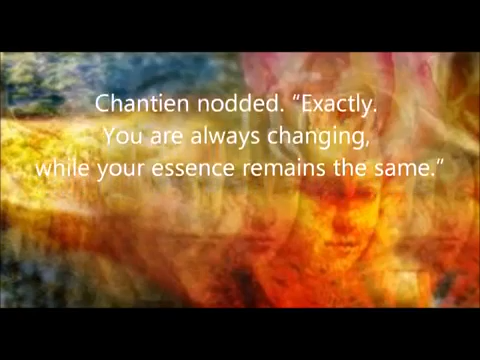 Chantien nodded. “Exactly.
You are always changing,
while your essence remains the same.”